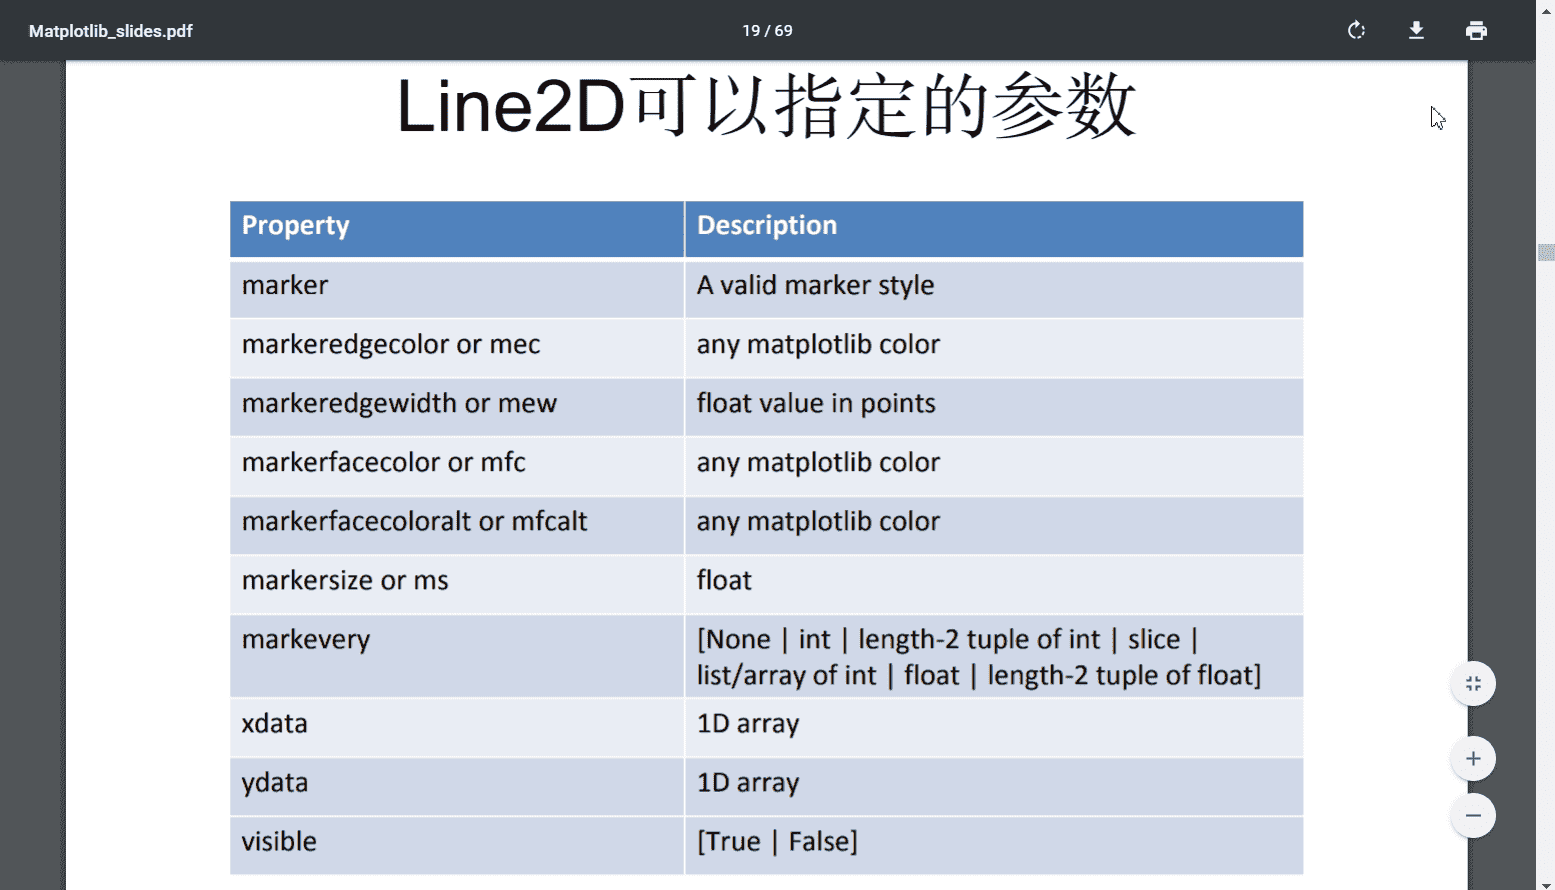 Matplotlib_slides.pdf
19 / 69
Line2D可以指定的参数
Property Description
marker A valid marker style
markeredgecolor or mec any matplotlib color
markeredgewidth or mew float value in points
markerfacecolor or mfc any matplotlib color
markerfacecoloralt or mfcalt any matplotlib color
markersize or ms float
markevery [None | int | length-2 tuple of int | slice |
list/array of int | float | length-2 tuple of float]
xdata 1D array
ydata 1D array
visible [True | False]